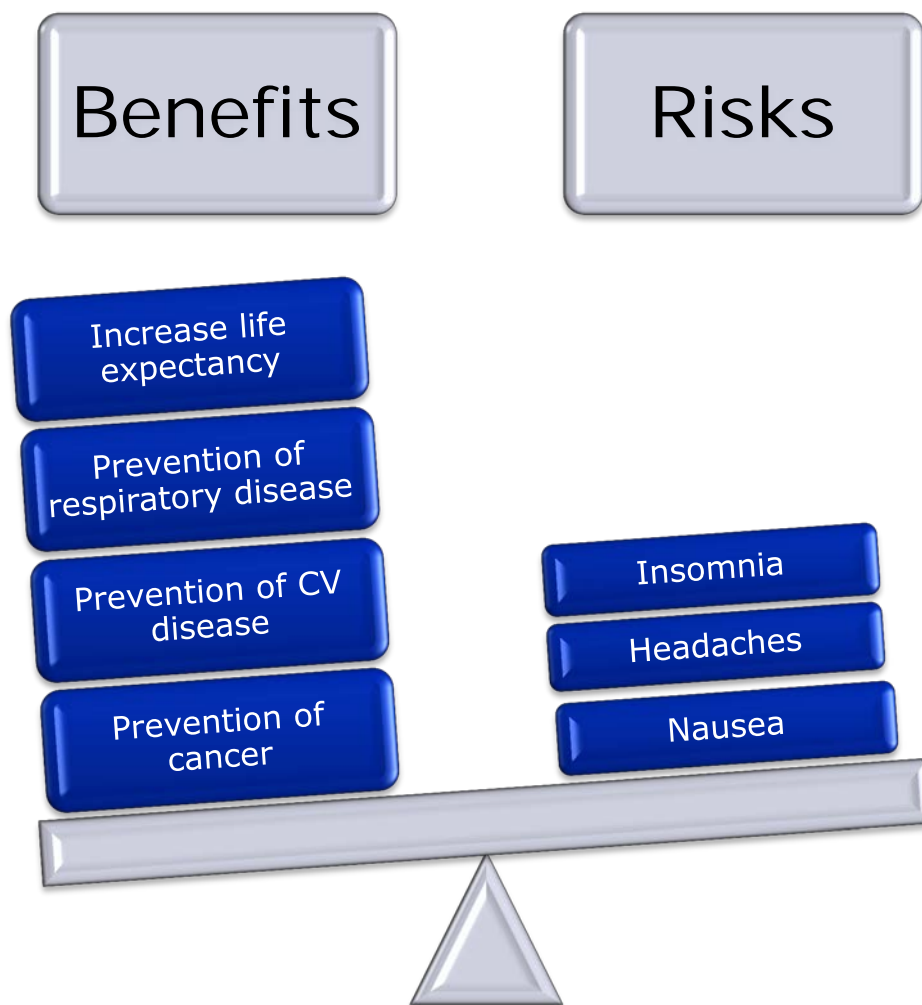 Benefits
Risks
Increase life
expectancy
Prevention of
respiratory disease
Prevention of CV
disease
Prevention of
cancer
Insomnia
Headaches
Nausea